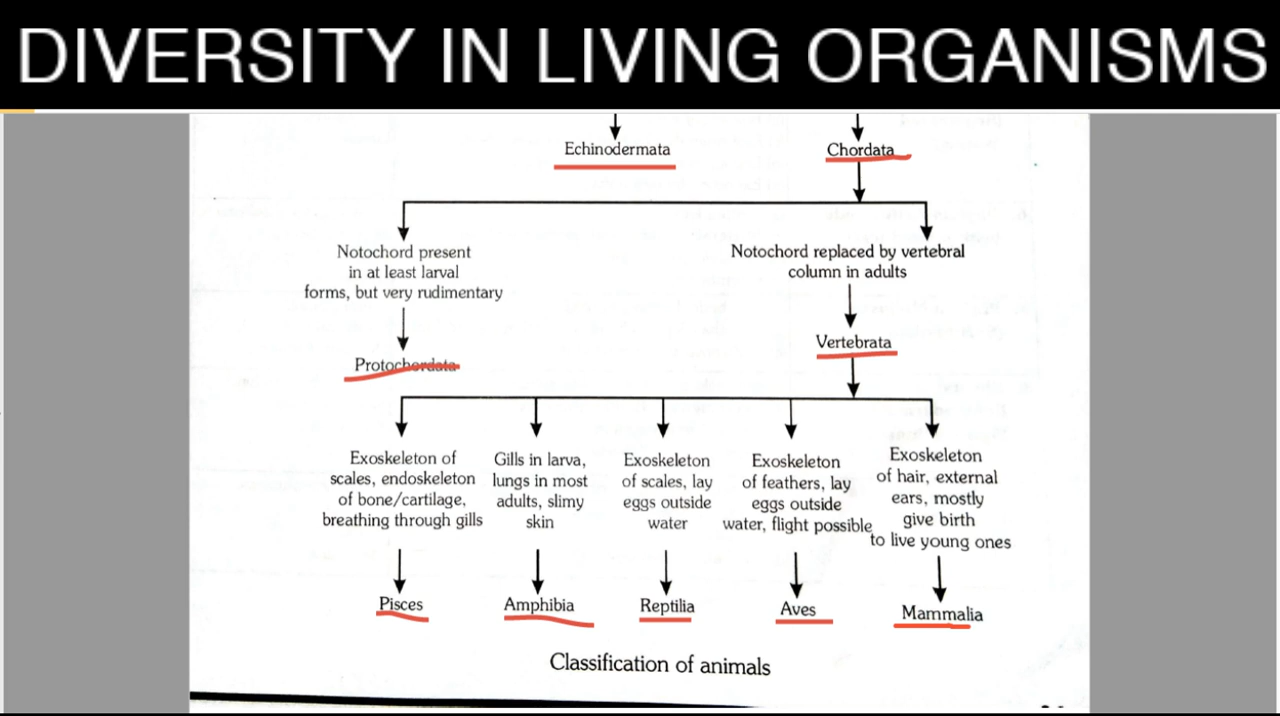 DIVERSITY IN LIVING ORGANISMS
Echinodermata
Chordata
Notochord present
in at least larval
forms, but very rudimentary
Notochord replaced by vertebral
column in adults
Protochordata
Vertebrata
Exoskeleton of
scales, endoskeleton
of bone/cartilage,
breathing through gills
Gills in larva,
lungs in most
adults, slimy
skin
Exoskeleton
of scales, lay
eggs outside
water
Exoskeleton
of feathers, lay
eggs outside
water, flight possible
Exoskeleton
of hair, external
ears, mostly
give birth
to live young ones
Pisces
Amphibia
Reptilia
Aves
Mammalia
Classification of animals